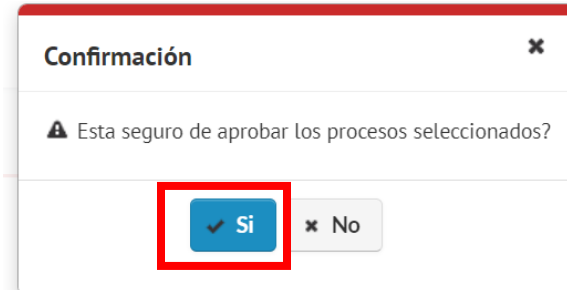 Confirmación
Esta seguro de aprobar los procesos seleccionados?
Si No